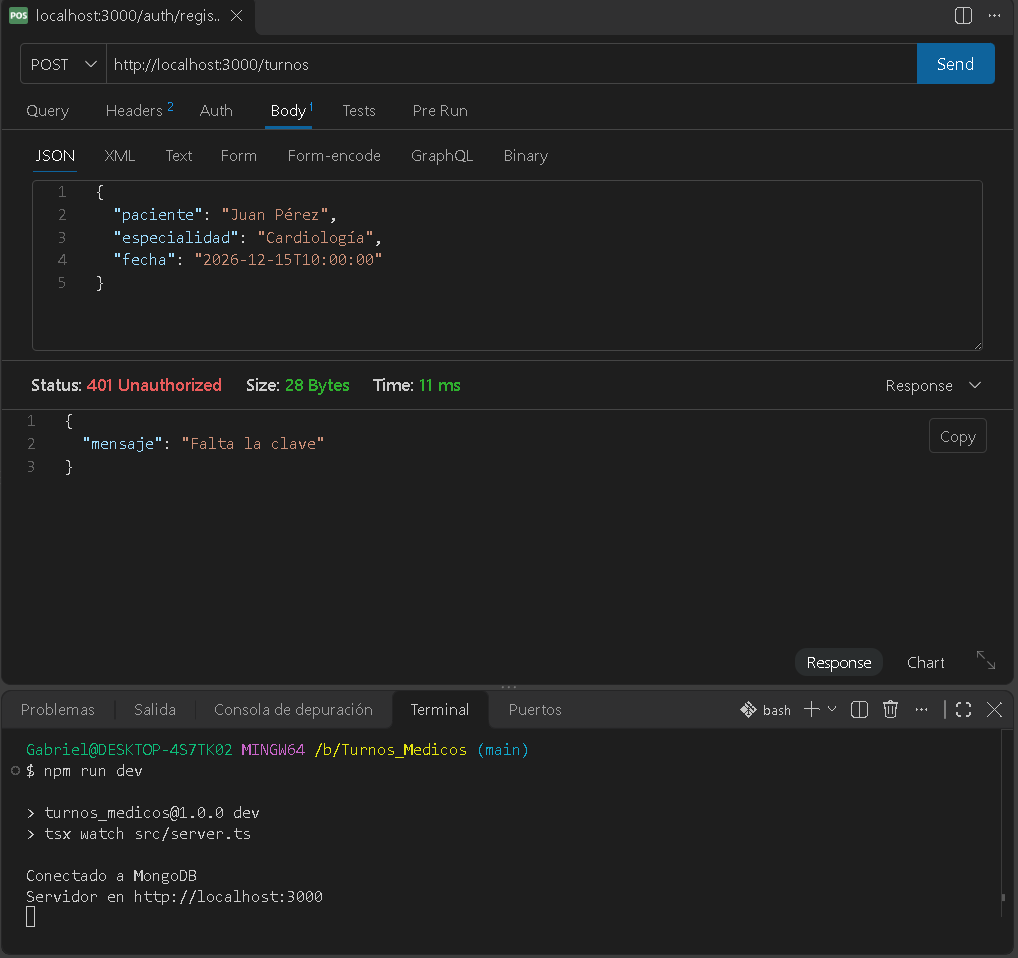 POS localhost:3000/auth/regis..
POST http://localhost:3000/turnos Send
Query Headers 2 Auth Body 1 Tests Pre Run
JSON XML Text Form Form-encode GraphQL Binary
1 {
2 "paciente": "Juan Pérez",
3 "especialidad": "Cardiología",
4 "fecha": "2026-12-15T10:00:00"
5 }
Status: 401 Unauthorized Size: 28 Bytes Time: 11 ms Response
1 {
2 "mensaje": "Falta la clave"
3 }
Copy
Response Chart
Problemas Salida Consola de depuración Terminal Puertos bash
Gabriel@DESKTOP-4S7TK02 MINGW64 /b/Turnos_Medicos (main)
$ npm run dev
> turnos_medicos@1.0.0 dev
> tsx watch src/server.ts
Conectado a MongoDB
Servidor en http://localhost:3000